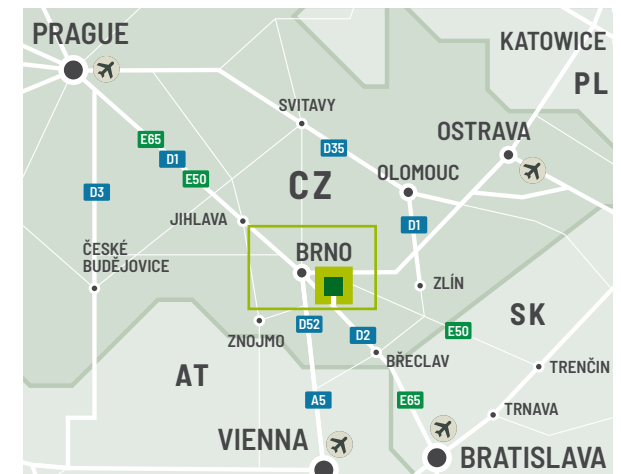 PRAGUE
KATOWICE
PL
SVITAVY
OSTRAVA
E65
D35
D1
OLOMOUC
E50
CZ
D3
JIHLAVA
D1
ČESKÉ
BUDĚJOVICE
BRNO
ZLÍN
SK
D52
E50
ZNOJMO
D2
BŘECLAV
TRENČIN
AT
A5
E65
TRNAVA
VIENNA
BRATISLAVA